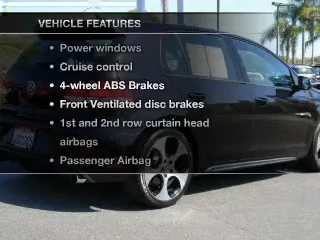 VEHICLE FEATURES
• Power windows
• Cruise control
• 4-wheel ABS Brakes
• Front Ventilated disc brakes
• 1st and 2nd row curtain head
airbags
• Passenger Airbag